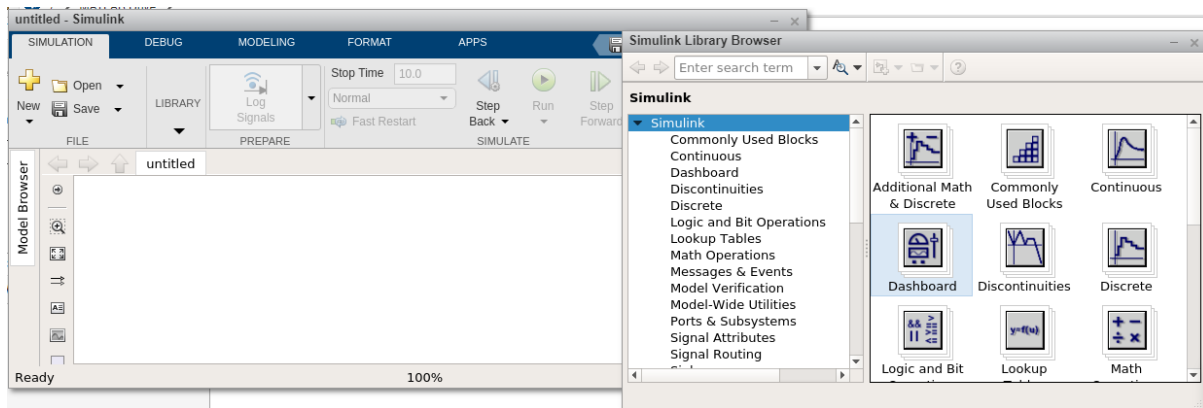 untitled - Simulink
SIMULATION DEBUG MODELING FORMAT APPS
New
Open
Save
FILE
LIBRARY
Log
Signals
PREPARE
Stop Time 10.0
Normal
Fast Restart
Step
Back
Run
Step
Forward
SIMULATE
Model Browser
untitled
Ready 100%
Simulink Library Browser
Enter search term
Simulink
Simulink
Commonly Used Blocks
Continuous
Dashboard
Discontinuities
Discrete
Logic and Bit Operations
Lookup Tables
Math Operations
Messages & Events
Model Verification
Model-Wide Utilities
Ports & Subsystems
Signal Attributes
Signal Routing
Additional Math
& Discrete
Commonly
Used Blocks
Continuous
Dashboard
Discontinuities
Discrete
&& >
|| ==
<=
y=f(u)
+ −
÷ ×
Logic and Bit
Lookup
Math